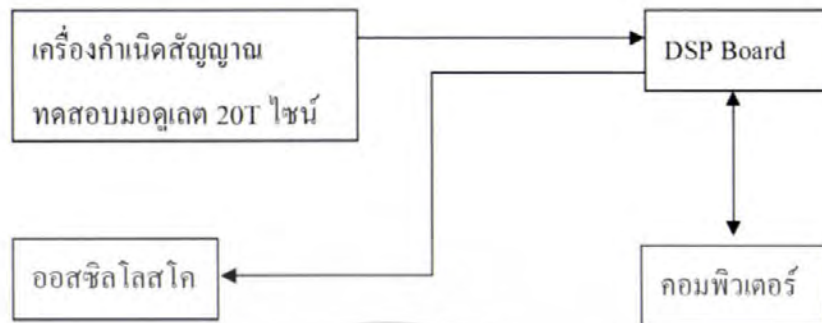 เครื่องกำเนิดสัญญาณ
ทดสอบมอดูเลต 20T ไซน์
DSP Board
ออสซิลโลสโค
คอมพิวเตอร์